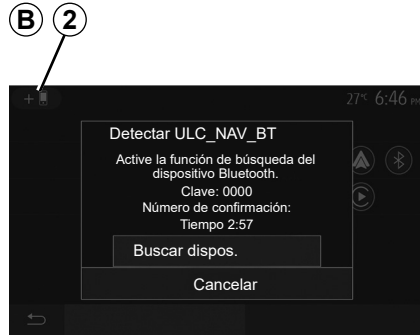 B 2
27°C 6:46 PM
Detectar ULC_NAV_BT
Active la función de búsqueda del
dispositivo Bluetooth.
Clave: 0000
Número de confirmación:
Tiempo 2:57
Buscar dispos.
Cancelar